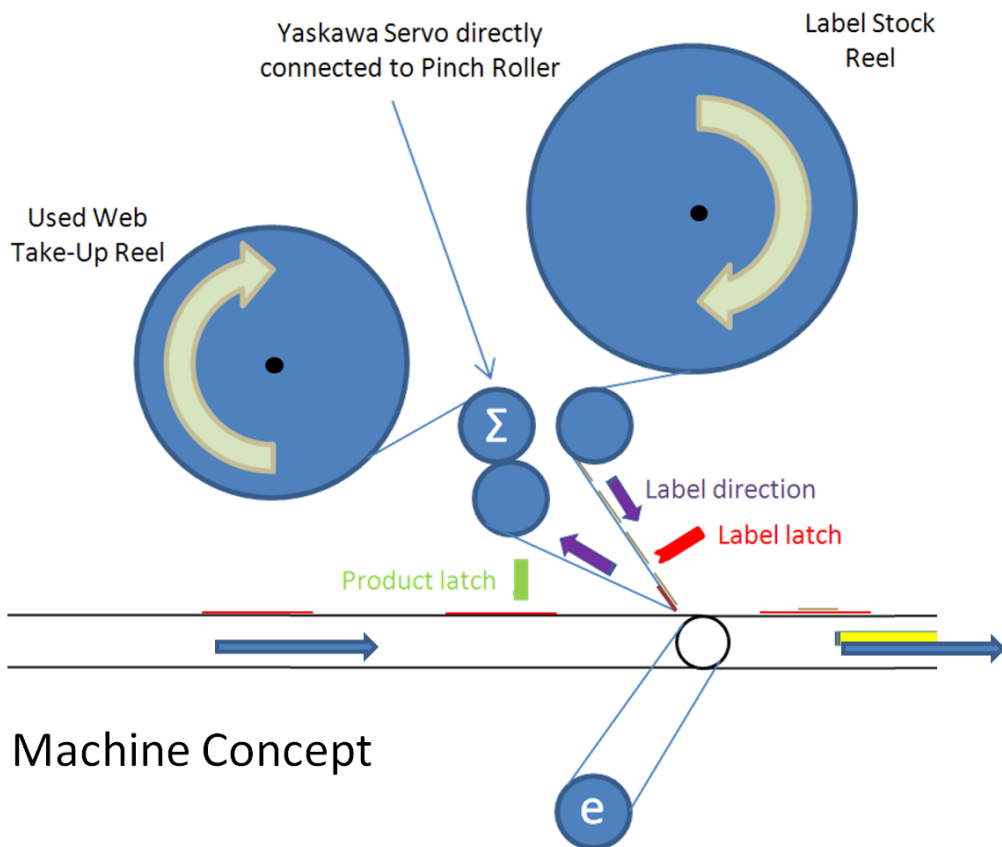 Yaskawa Servo directly
connected to Pinch Roller
Label Stock
Reel
Used Web
Take-Up Reel
Σ
Label direction
Label latch
Product latch
Machine Concept
e